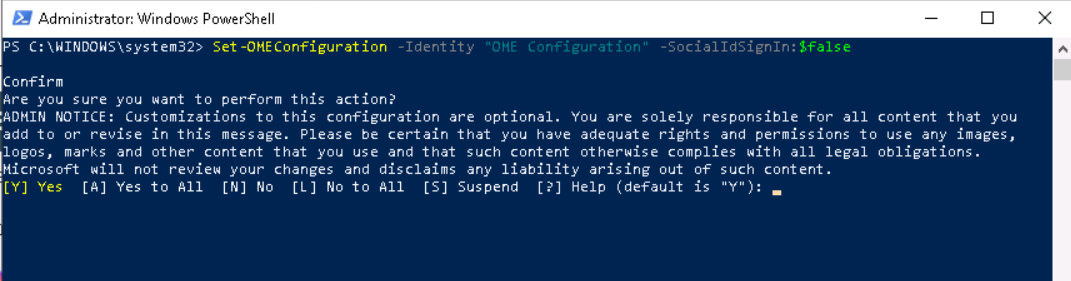 Administrator: Windows PowerShell
PS C:\WINDOWS\system32> Set-OMEConfiguration -Identity "OME Configuration" -SocialIdSignIn:$false
Confirm
Are you sure you want to perform this action?
ADMIN NOTICE: Customizations to this configuration are optional. You are solely responsible for all content that you
add to or revise in this message. Please be certain that you have adequate rights and permissions to use any images,
logos, marks and other content that you use and that such content otherwise complies with all legal obligations.
Microsoft will not review your changes and disclaims any liability arising out of such content.
[Y] Yes  [A] Yes to All  [N] No  [L] No to All  [S] Suspend  [?] Help (default is "Y"):